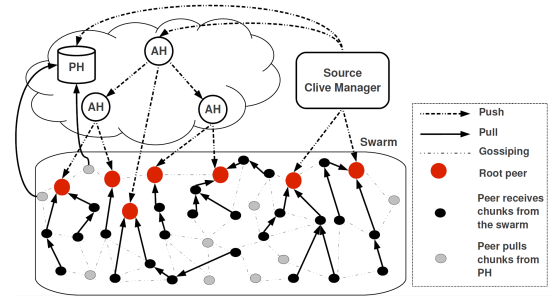 AH
PH
AH
AH
Source
Clive Manager
Swarm
Push
Pull
Gossiping
Root peer
Peer receives
chunks from
the swarm
Peer pulls
chunks from
PH